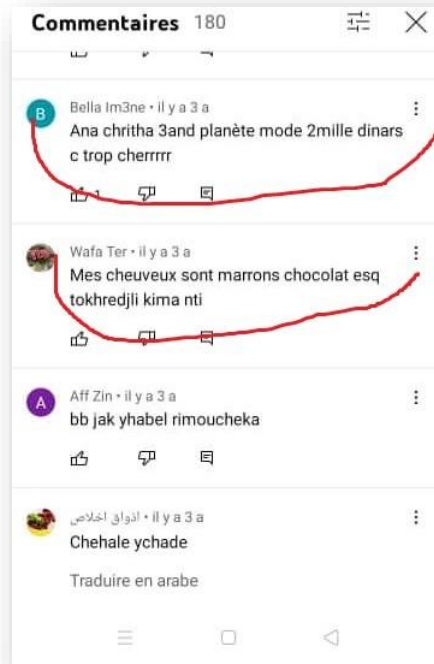 Commentaires 180
Bella Im3ne • il y a 3 a
Ana chritha 3and planète mode 2mille dinars
c trop cherrrrr
1
Wafa Ter • il y a 3 a
Mes cheuveux sont marrons chocolat esq
tokhredjli kima nti
A
Aff Zin • il y a 3 a
bb jak yhabel rimoucheka
اذواق اخلاص • il y a 3 a
Chehale ychade
Traduire en arabe